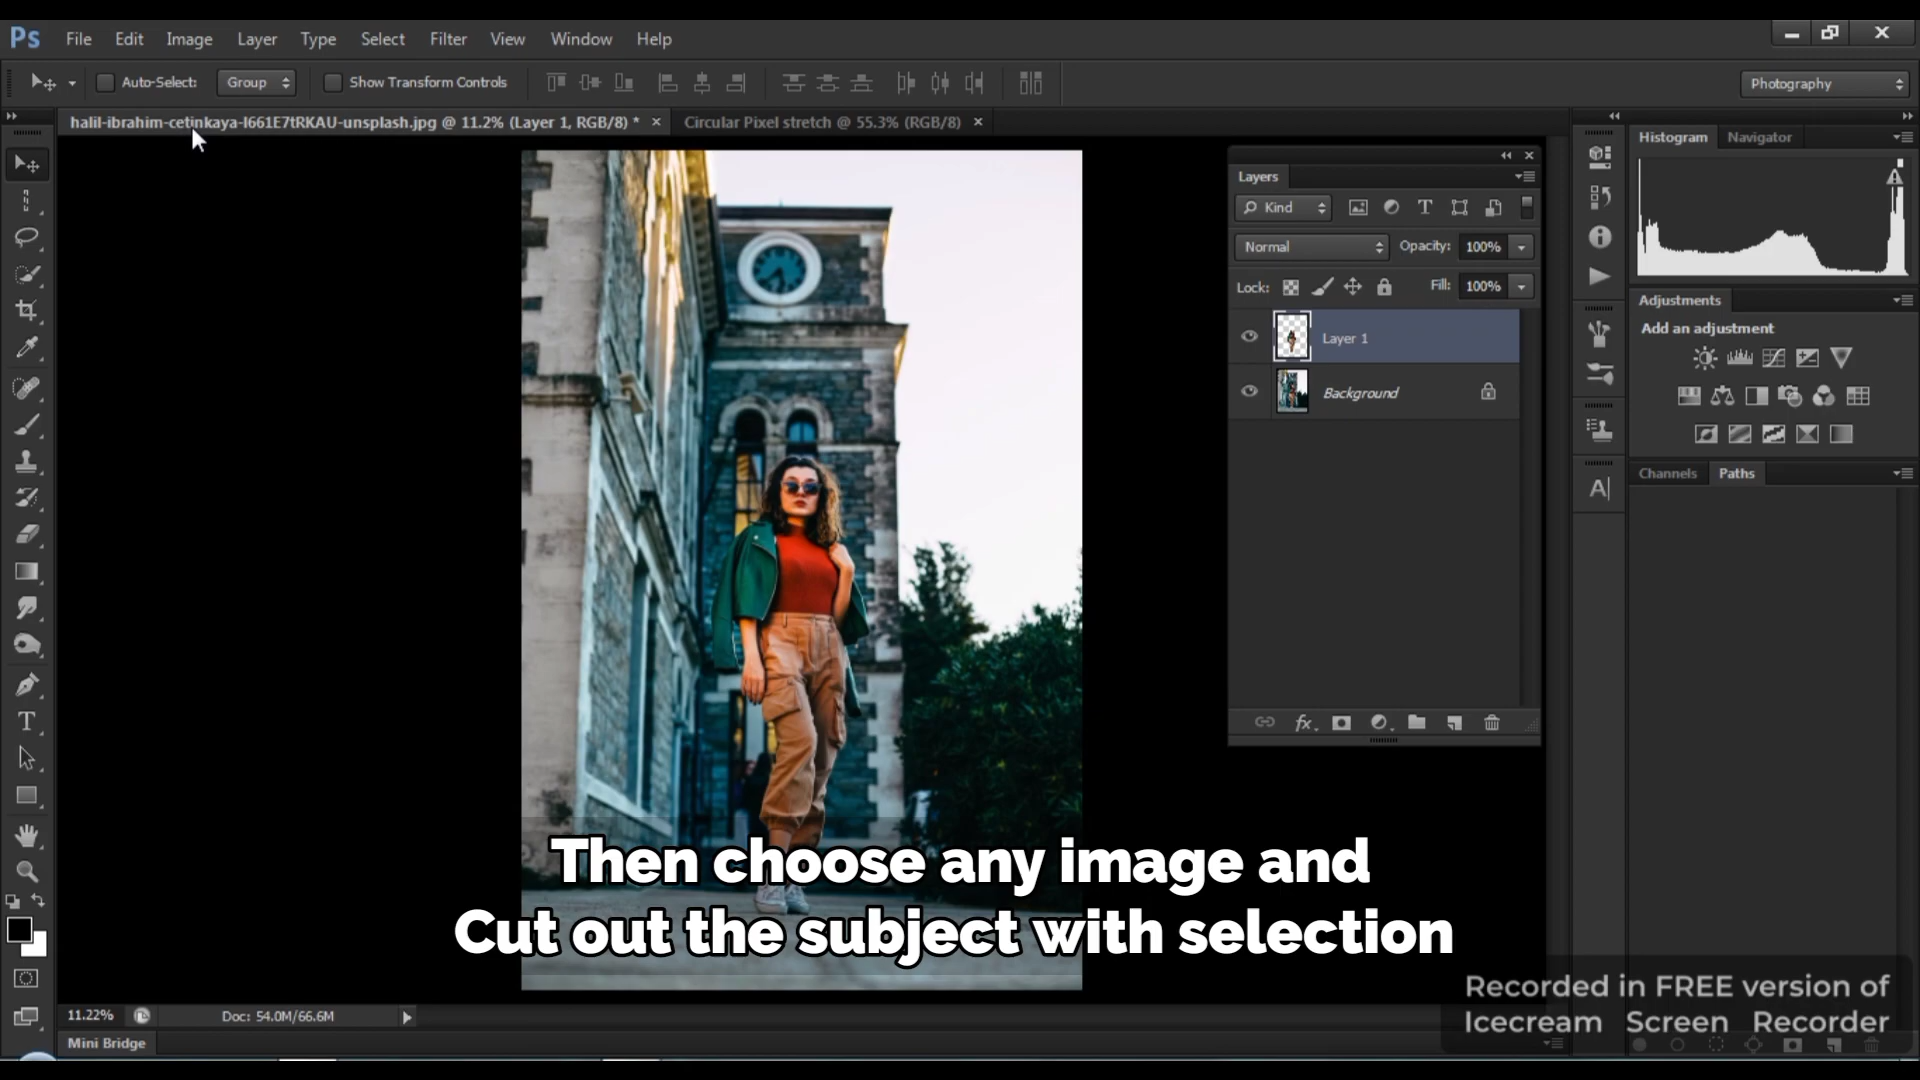 Ps File Edit Image Layer Type Select Filter View Window Help
Auto-Select: Group Show Transform Controls Photography
halil-ibrahim-cetinkaya-I661E7tRKAU-unsplash.jpg @ 11.2% (Layer 1, RGB/8) * × Circular Pixel stretch @ 55.3% (RGB/8) ×
Histogram Navigator
Layers
Kind
Normal Opacity: 100%
Lock: Fill: 100%
Layer 1
Background
Adjustments
Add an adjustment
Channels Paths
Then choose any image and
Cut out the subject with selection
Recorded in FREE version of
Icecream Screen Recorder
11.22% Doc: 54.0M/66.6M
Mini Bridge